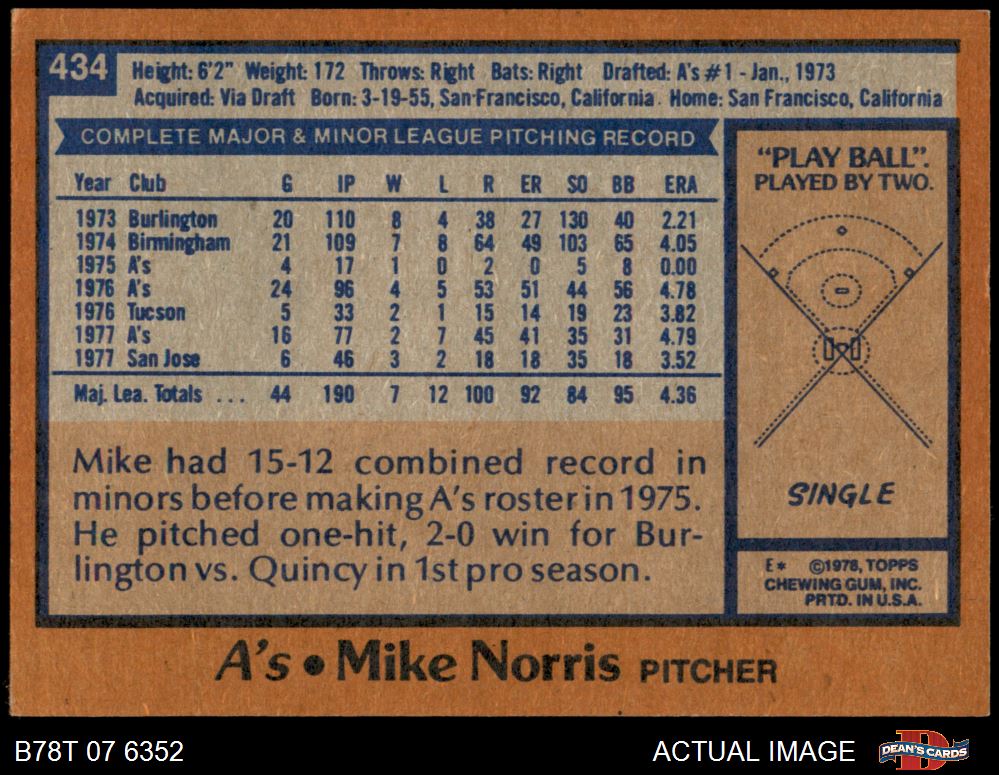 434
Height: 6'2" Weight: 172 Throws: Right Bats: Right Drafted: A's #1 - Jan., 1973
Acquired: Via Draft Born: 3-19-55, San Francisco, California Home: San Francisco, California
COMPLETE MAJOR & MINOR LEAGUE PITCHING RECORD
Year Club G IP W L R ER SO BB ERA
1973 Burlington 20 110 8 4 38 27 130 40 2.21
1974 Birmingham 21 109 7 8 64 49 103 65 4.05
1975 A's 4 17 1 0 2 0 5 8 0.00
1976 A's 24 96 4 5 53 51 44 56 4.78
1976 Tucson 5 33 2 1 15 14 19 23 3.82
1977 A's 16 77 2 7 45 41 35 31 4.79
1977 San Jose 6 46 3 2 18 18 35 18 3.52
Maj. Lea. Totals ... 44 190 7 12 100 92 84 95 4.36
Mike had 15-12 combined record in
minors before making A's roster in 1975.
He pitched one-hit, 2-0 win for Bur-
lington vs. Quincy in 1st pro season.
"PLAY BALL".
PLAYED BY TWO.
SINGLE
E* ©1978, TOPPS
CHEWING GUM, INC.
PRTD. IN U.S.A.
A's • Mike Norris PITCHER
B78T 07 6352
ACTUAL IMAGE
D
DEAN'S CARDS